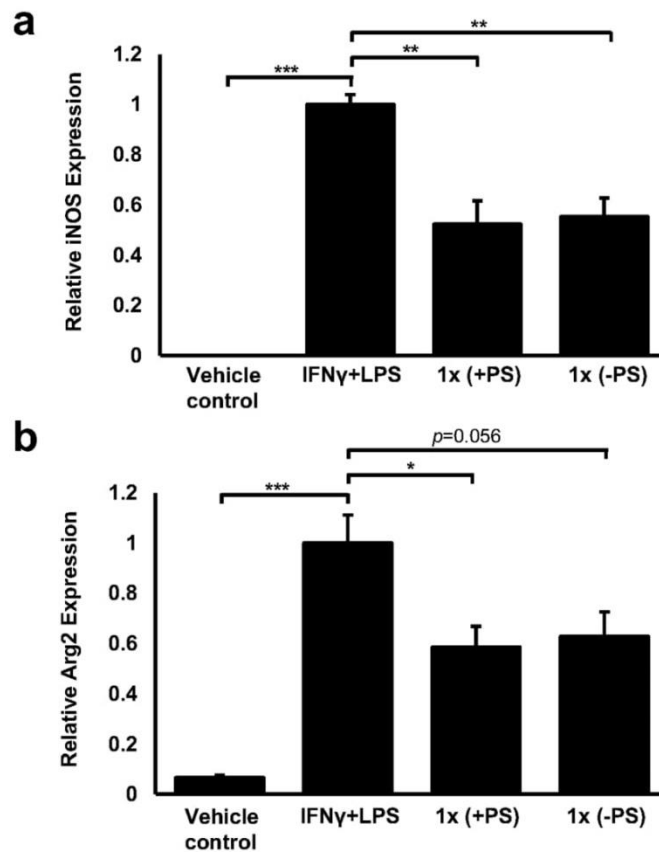 a
**
***
**
1.2
1
0.8
0.6
0.4
0.2
0
Relative iNOS Expression
Vehicle control
IFNγ+LPS
1x (+PS)
1x (-PS)
b
p=0.056
***
*
1.2
1
0.8
0.6
0.4
0.2
0
Relative Arg2 Expression
Vehicle control
IFNγ+LPS
1x (+PS)
1x (-PS)